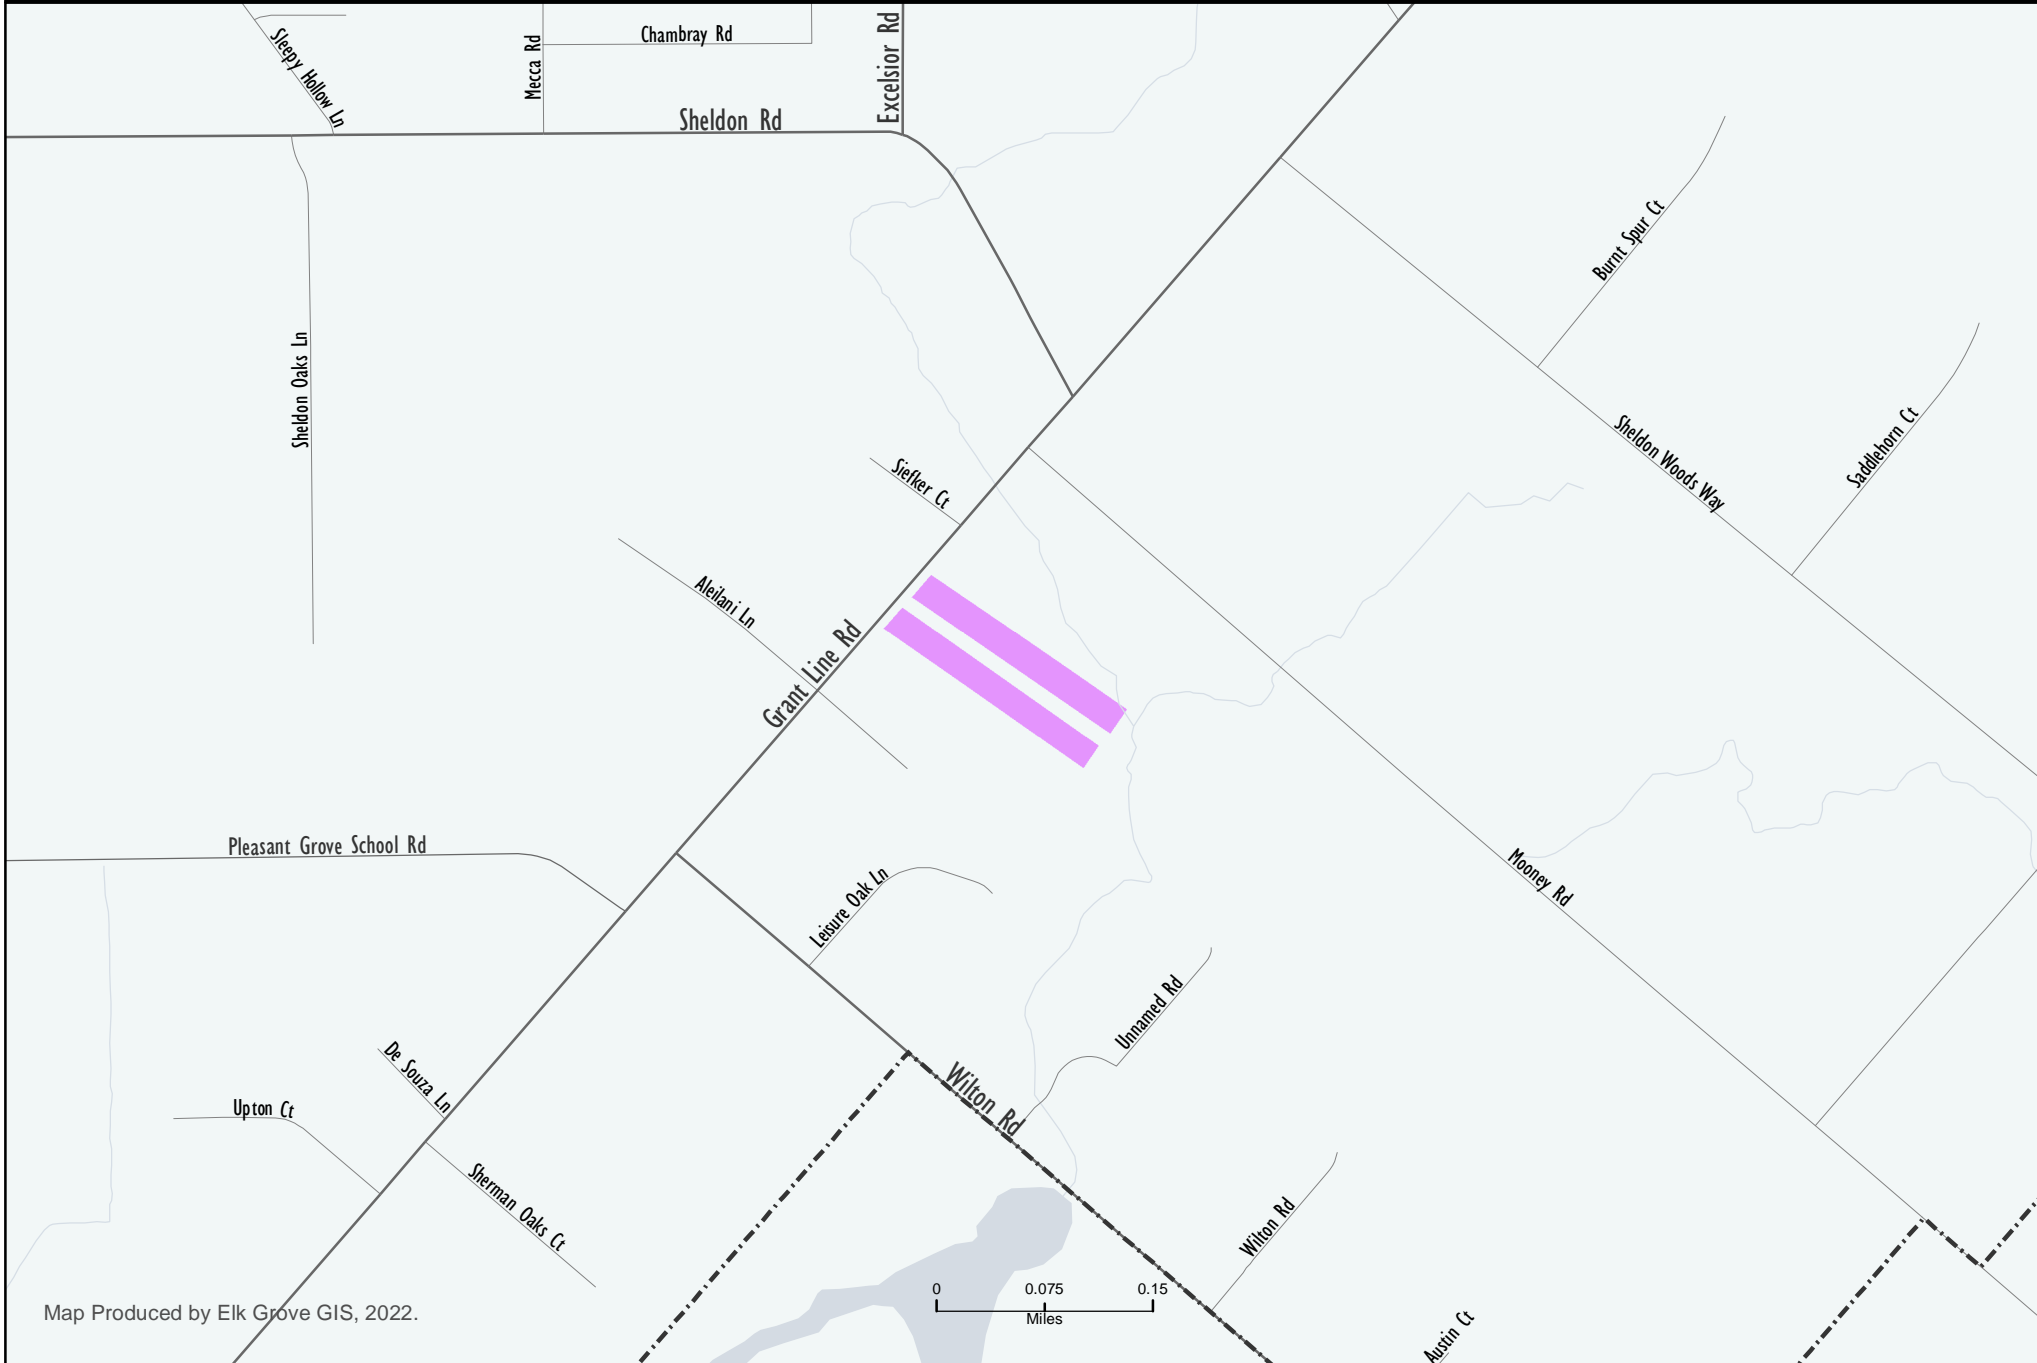 Sleepy Hollow Ln
Mecca Rd
Chambray Rd
Excelsior Rd
Sheldon Rd
Burnt Spur Ct
Sheldon Oaks Ln
Siefker Ct
Sheldon Woods Way
Saddlehorn Ct
Aleilani Ln
Grant Line Rd
Pleasant Grove School Rd
Leisure Oak Ln
Mooney Rd
Unnamed Rd
De Souza Ln
Upton Ct
Wilton Rd
Sherman Oaks Ct
Wilton Rd
0 0.075 0.15
Miles
Map Produced by Elk Grove GIS, 2022.
Austin Ct